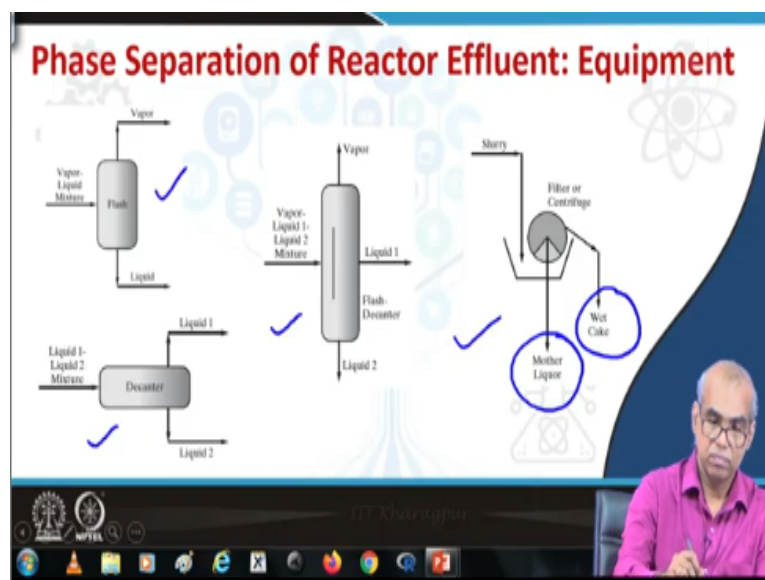 Phase Separation of Reactor Effluent: Equipment
Vapor
Vapor-
Liquid
Mixture
Flash
Liquid
Liquid 1-
Liquid 2
Mixture
Decanter
Liquid 1
Liquid 2
Vapor
Vapor-
Liquid 1-
Liquid 2
Mixture
Liquid 1
Flash-
Decanter
Liquid 2
Slurry
Filter or
Centrifuge
Wet
Cake
Mother
Liquor
NPTEL
IIT Kharagpur